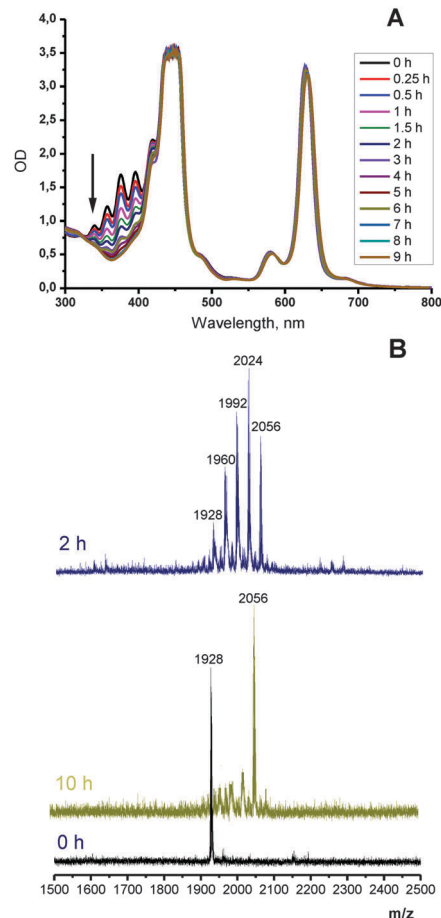 A
4,0
3,5
3,0
2,5
2,0
1,5
1,0
0,5
0,0
OD
0 h
0.25 h
0.5 h
1 h
1.5 h
2 h
3 h
4 h
5 h
6 h
7 h
8 h
9 h
300 400 500 600 700 800
Wavelength, nm
B
2024
1992
2056
1960
1928
2 h
2056
1928
10 h
0 h
1500 1600 1700 1800 1900 2000 2100 2200 2300 2400 2500
m/z